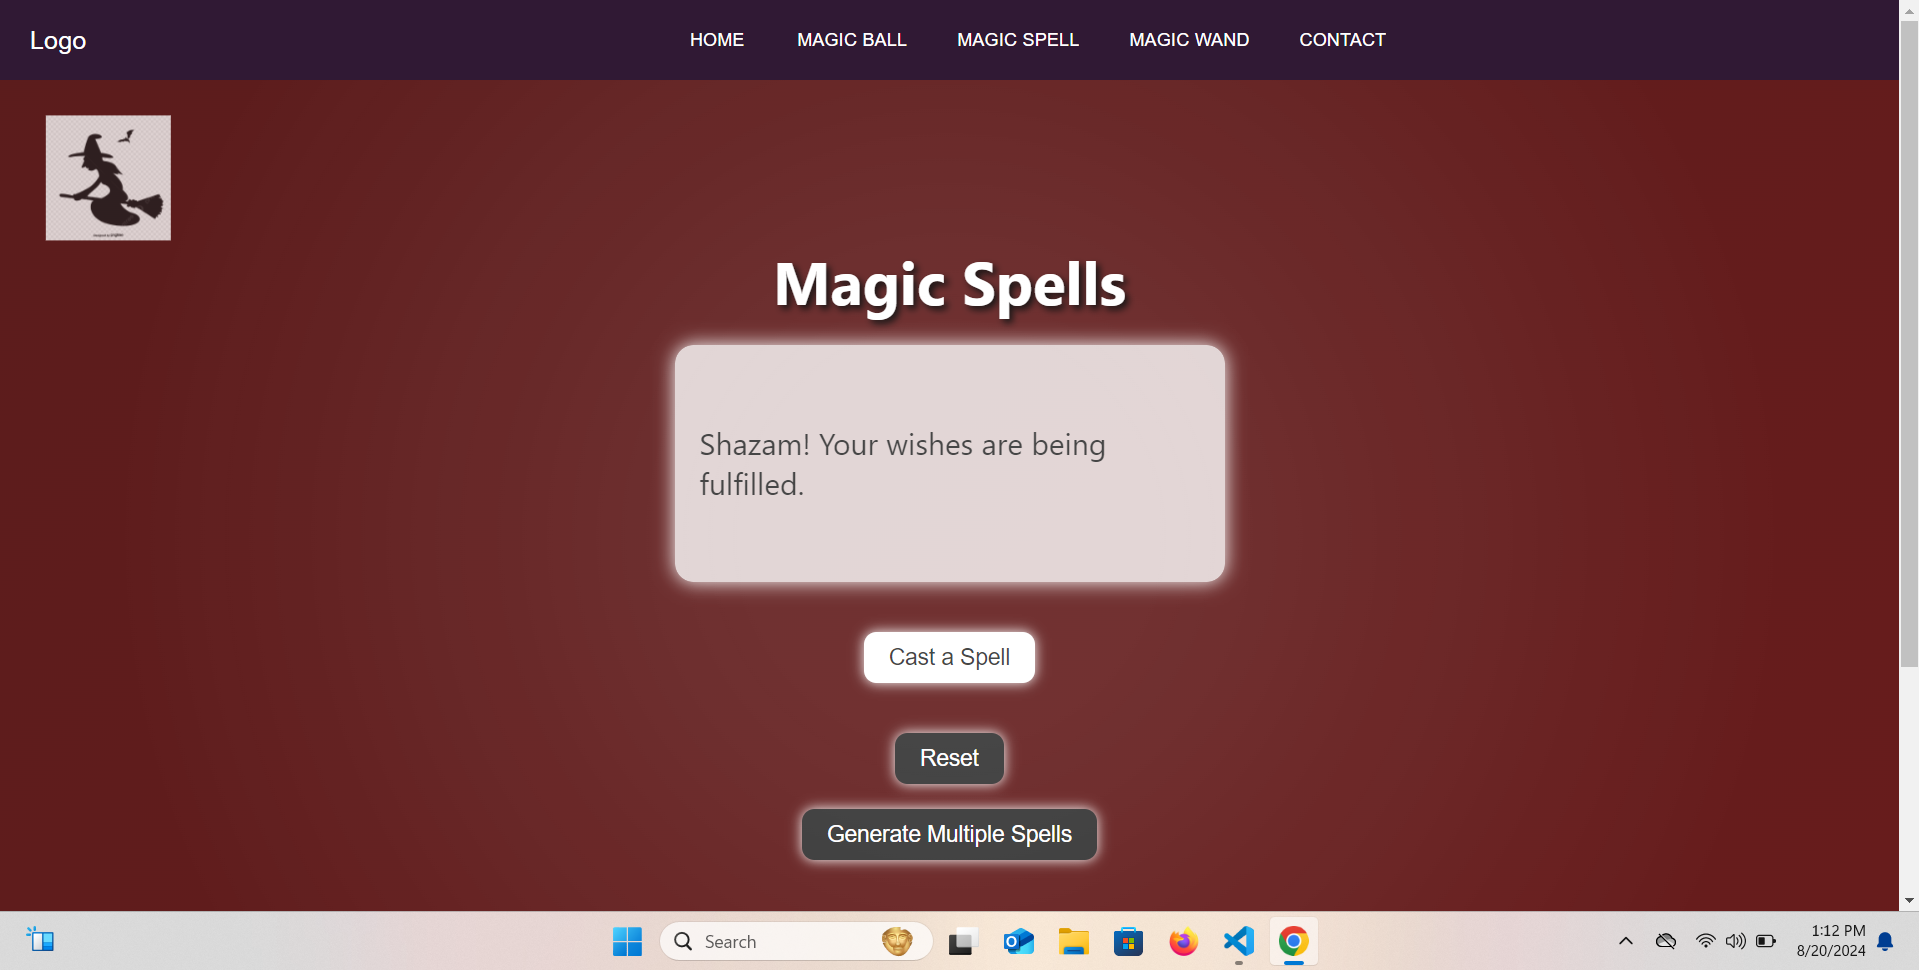 Logo
HOME
MAGIC BALL
MAGIC SPELL
MAGIC WAND
CONTACT
Magic Spells
Shazam! Your wishes are being
fulfilled.
Cast a Spell
Reset
Generate Multiple Spells
Search
1:12 PM
8/20/2024